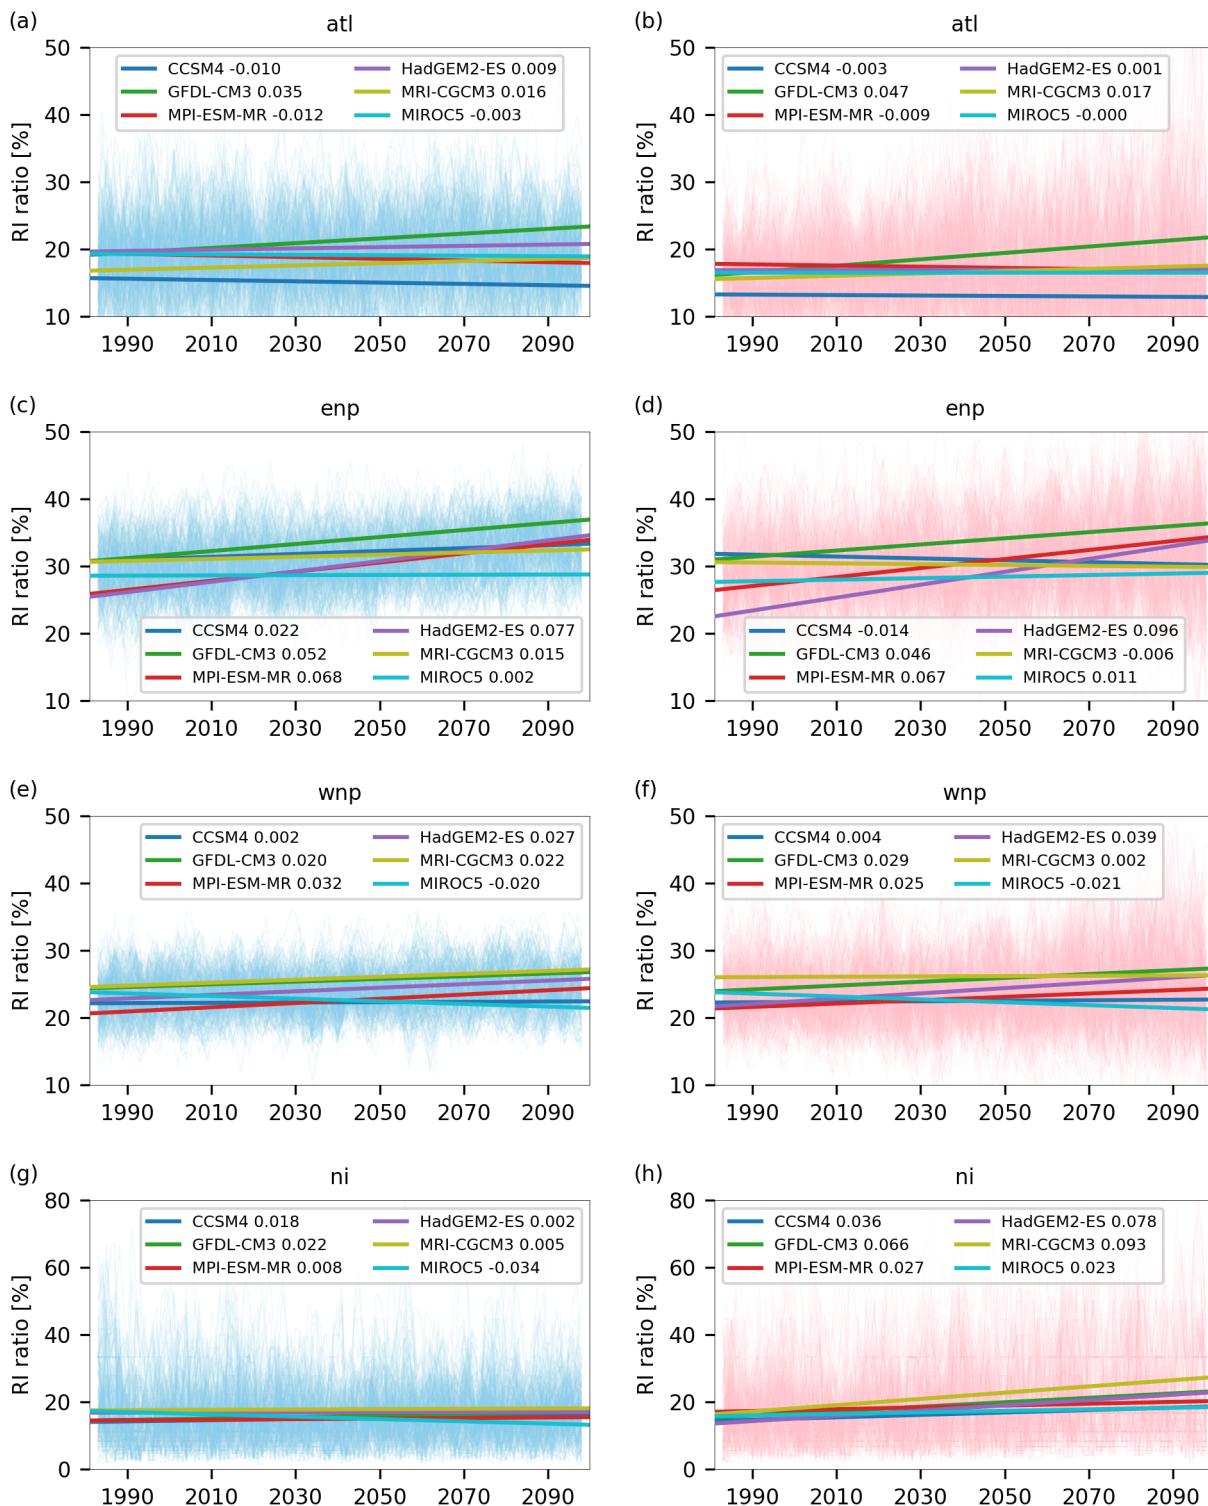 (a) atl
50
40
30
20
10
RI ratio [%]
CCSM4 -0.010 HadGEM2-ES 0.009
GFDL-CM3 0.035 MRI-CGCM3 0.016
MPI-ESM-MR -0.012 MIROC5 -0.003
1990 2010 2030 2050 2070 2090
(b) atl
50
40
30
20
10
RI ratio [%]
CCSM4 -0.003 HadGEM2-ES 0.001
GFDL-CM3 0.047 MRI-CGCM3 0.017
MPI-ESM-MR -0.009 MIROC5 -0.000
1990 2010 2030 2050 2070 2090
(c) enp
50
40
30
20
10
RI ratio [%]
CCSM4 0.022 HadGEM2-ES 0.077
GFDL-CM3 0.052 MRI-CGCM3 0.015
MPI-ESM-MR 0.068 MIROC5 0.002
1990 2010 2030 2050 2070 2090
(d) enp
50
40
30
20
10
RI ratio [%]
CCSM4 -0.014 HadGEM2-ES 0.096
GFDL-CM3 0.046 MRI-CGCM3 -0.006
MPI-ESM-MR 0.067 MIROC5 0.011
1990 2010 2030 2050 2070 2090
(e) wnp
50
40
30
20
10
RI ratio [%]
CCSM4 0.002 HadGEM2-ES 0.027
GFDL-CM3 0.020 MRI-CGCM3 0.022
MPI-ESM-MR 0.032 MIROC5 -0.020
1990 2010 2030 2050 2070 2090
(f) wnp
50
40
30
20
10
RI ratio [%]
CCSM4 0.004 HadGEM2-ES 0.039
GFDL-CM3 0.029 MRI-CGCM3 0.002
MPI-ESM-MR 0.025 MIROC5 -0.021
1990 2010 2030 2050 2070 2090
(g) ni
80
60
40
20
0
RI ratio [%]
CCSM4 0.018 HadGEM2-ES 0.002
GFDL-CM3 0.022 MRI-CGCM3 0.005
MPI-ESM-MR 0.008 MIROC5 -0.034
1990 2010 2030 2050 2070 2090
(h) ni
80
60
40
20
0
RI ratio [%]
CCSM4 0.036 HadGEM2-ES 0.078
GFDL-CM3 0.066 MRI-CGCM3 0.093
MPI-ESM-MR 0.027 MIROC5 0.023
1990 2010 2030 2050 2070 2090